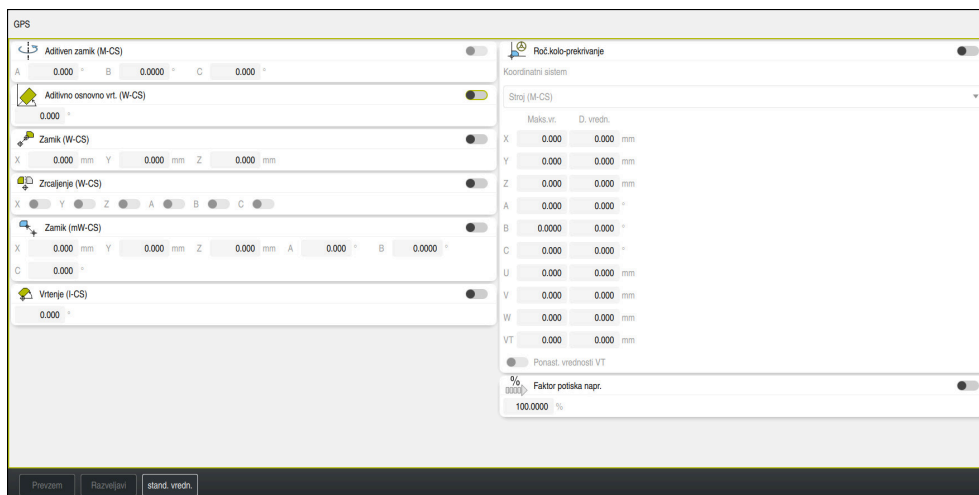 GPS
Aditiven zamik (M-CS)
A 0.000 ° B 0.0000 ° C 0.000 °
Aditivno osnovno vrt. (W-CS)
0.000 °
Zamik (W-CS)
X 0.000 mm Y 0.000 mm Z 0.000 mm
Zrcaljenje (W-CS)
X Y Z A B C
Zamik (mW-CS)
X 0.000 mm Y 0.000 mm Z 0.000 mm A 0.000 ° B 0.0000 °
C 0.000 °
Vrtenje (I-CS)
0.000 °
Roč.kolo-prekrivanje
Koordinatni sistem
Stroj (M-CS)
Maks.vr. D. vredn.
X 0.000 0.000 mm
Y 0.000 0.000 mm
Z 0.000 0.000 mm
A 0.000 0.000 °
B 0.0000 0.000 °
C 0.000 0.000 °
U 0.000 0.000 mm
V 0.000 0.000 mm
W 0.000 0.000 mm
VT 0.000 0.000 mm
Ponast. vrednosti VT
% Faktor potiska napr.
100.0000 %
Prevzem Razveljavi stand. vredn.